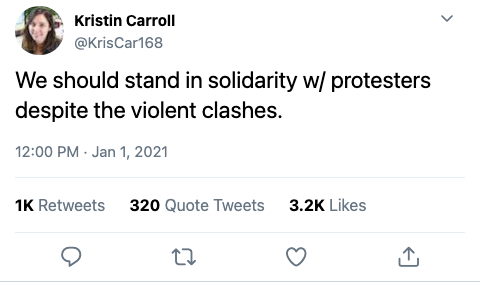 Kristin Carroll
@KrisCar168
We should stand in solidarity w/ protesters
despite the violent clashes.
12:00 PM · Jan 1, 2021
1K Retweets 320 Quote Tweets 3.2K Likes